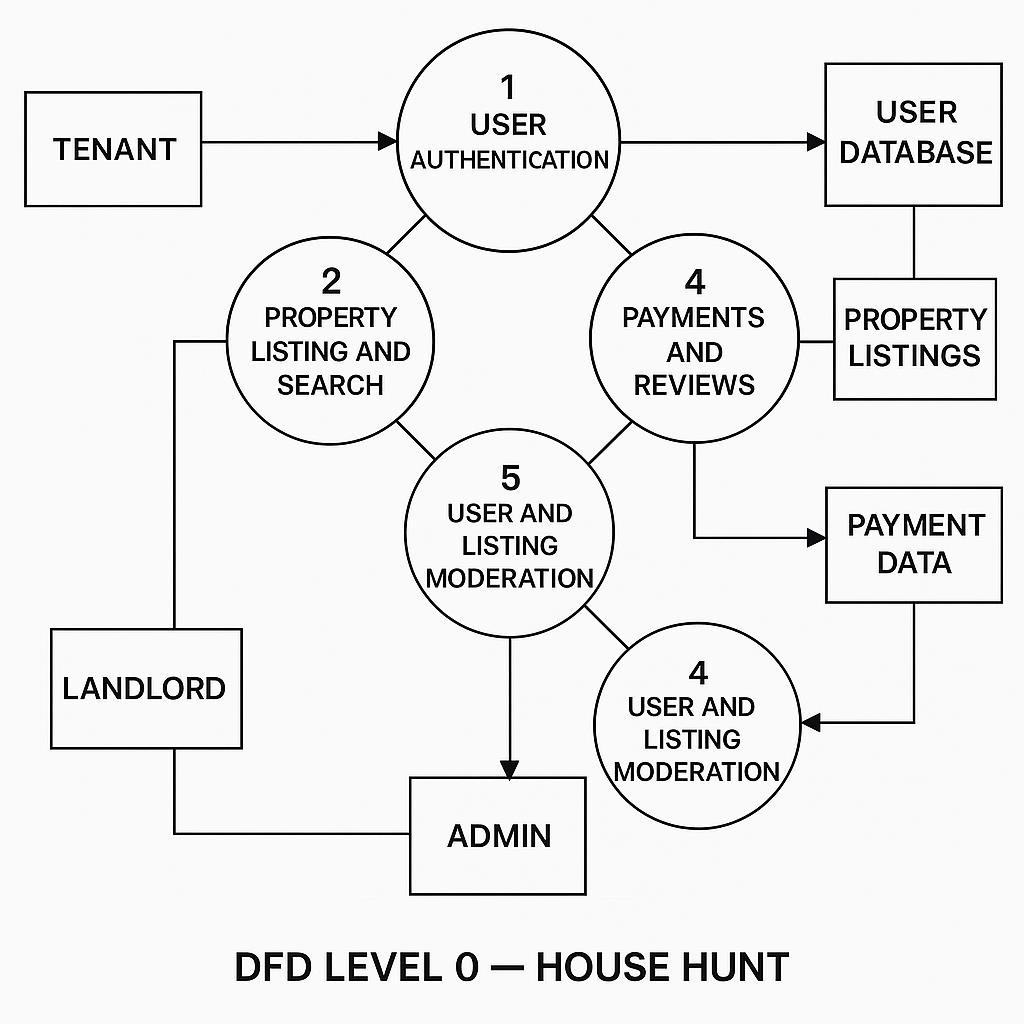 TENANT
1
USER
AUTHENTICATION
USER
DATABASE
2
PROPERTY
LISTING AND
SEARCH
4
PAYMENTS
AND
REVIEWS
PROPERTY
LISTINGS
5
USER AND
LISTING
MODERATION
PAYMENT
DATA
LANDLORD
4
USER AND
LISTING
MODERATION
ADMIN
DFD LEVEL 0 — HOUSE HUNT